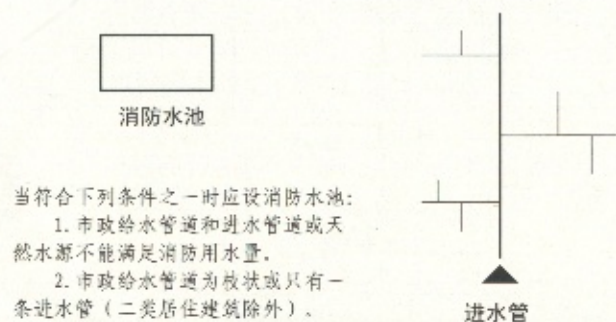 消防水池
当符合下列条件之一时应设消防水池：
1.市政给水管道和进水管道或天
然水源不能满足消防用水量。
2.市政给水管道为枝状或只有一
条进水管（二类居住建筑除外）、
进水管